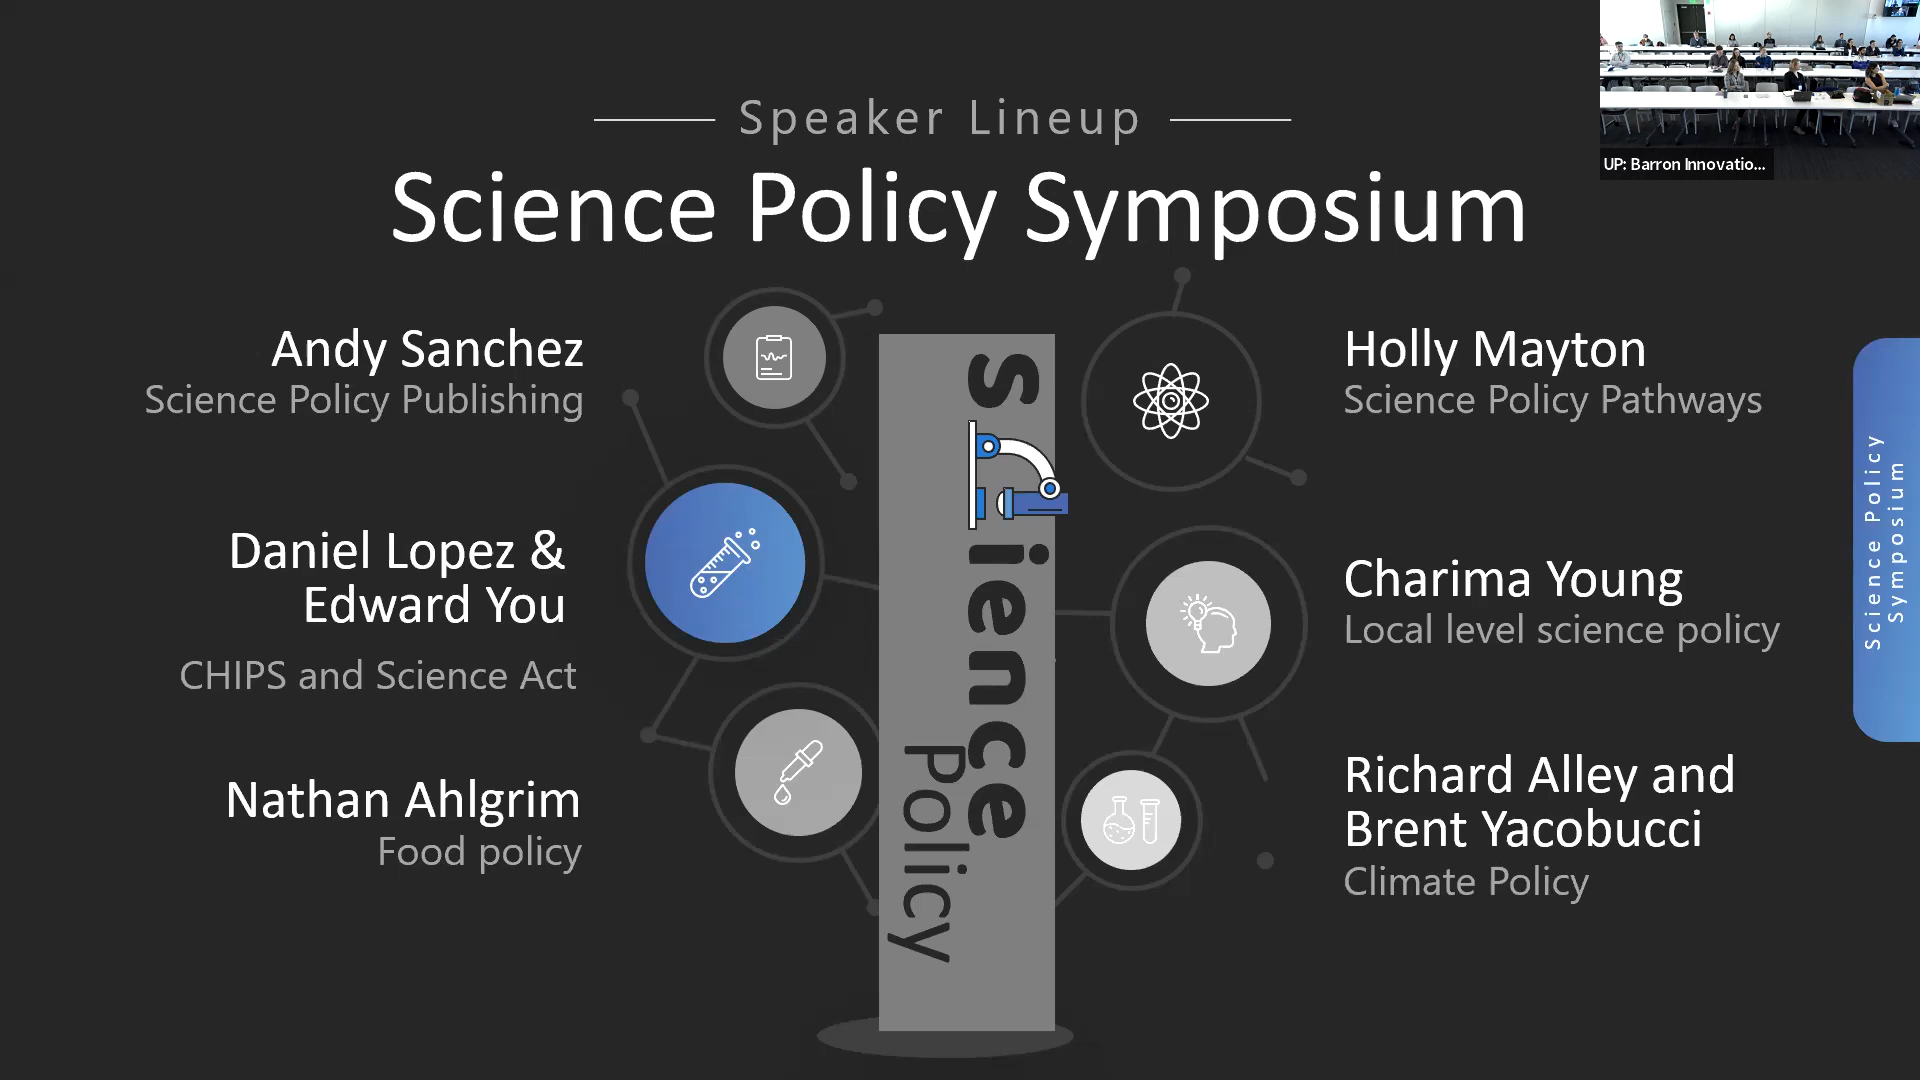 Speaker Lineup
Science Policy Symposium
UP: Barron Innovatio...
Andy Sanchez
Science Policy Publishing
Daniel Lopez &
Edward You
CHIPS and Science Act
Nathan Ahlgrim
Food policy
S ience
Policy
Holly Mayton
Science Policy Pathways
Charima Young
Local level science policy
Richard Alley and
Brent Yacobucci
Climate Policy
Science Policy
Symposium